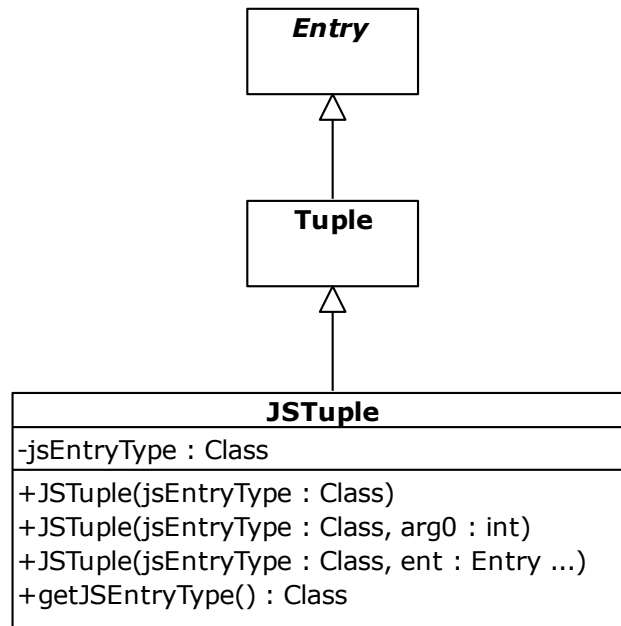 Entry
Tuple
JSTuple
-jsEntryType : Class
+JSTuple(jsEntryType : Class)
+JSTuple(jsEntryType : Class, arg0 : int)
+JSTuple(jsEntryType : Class, ent : Entry ...)
+getJSEntryType() : Class